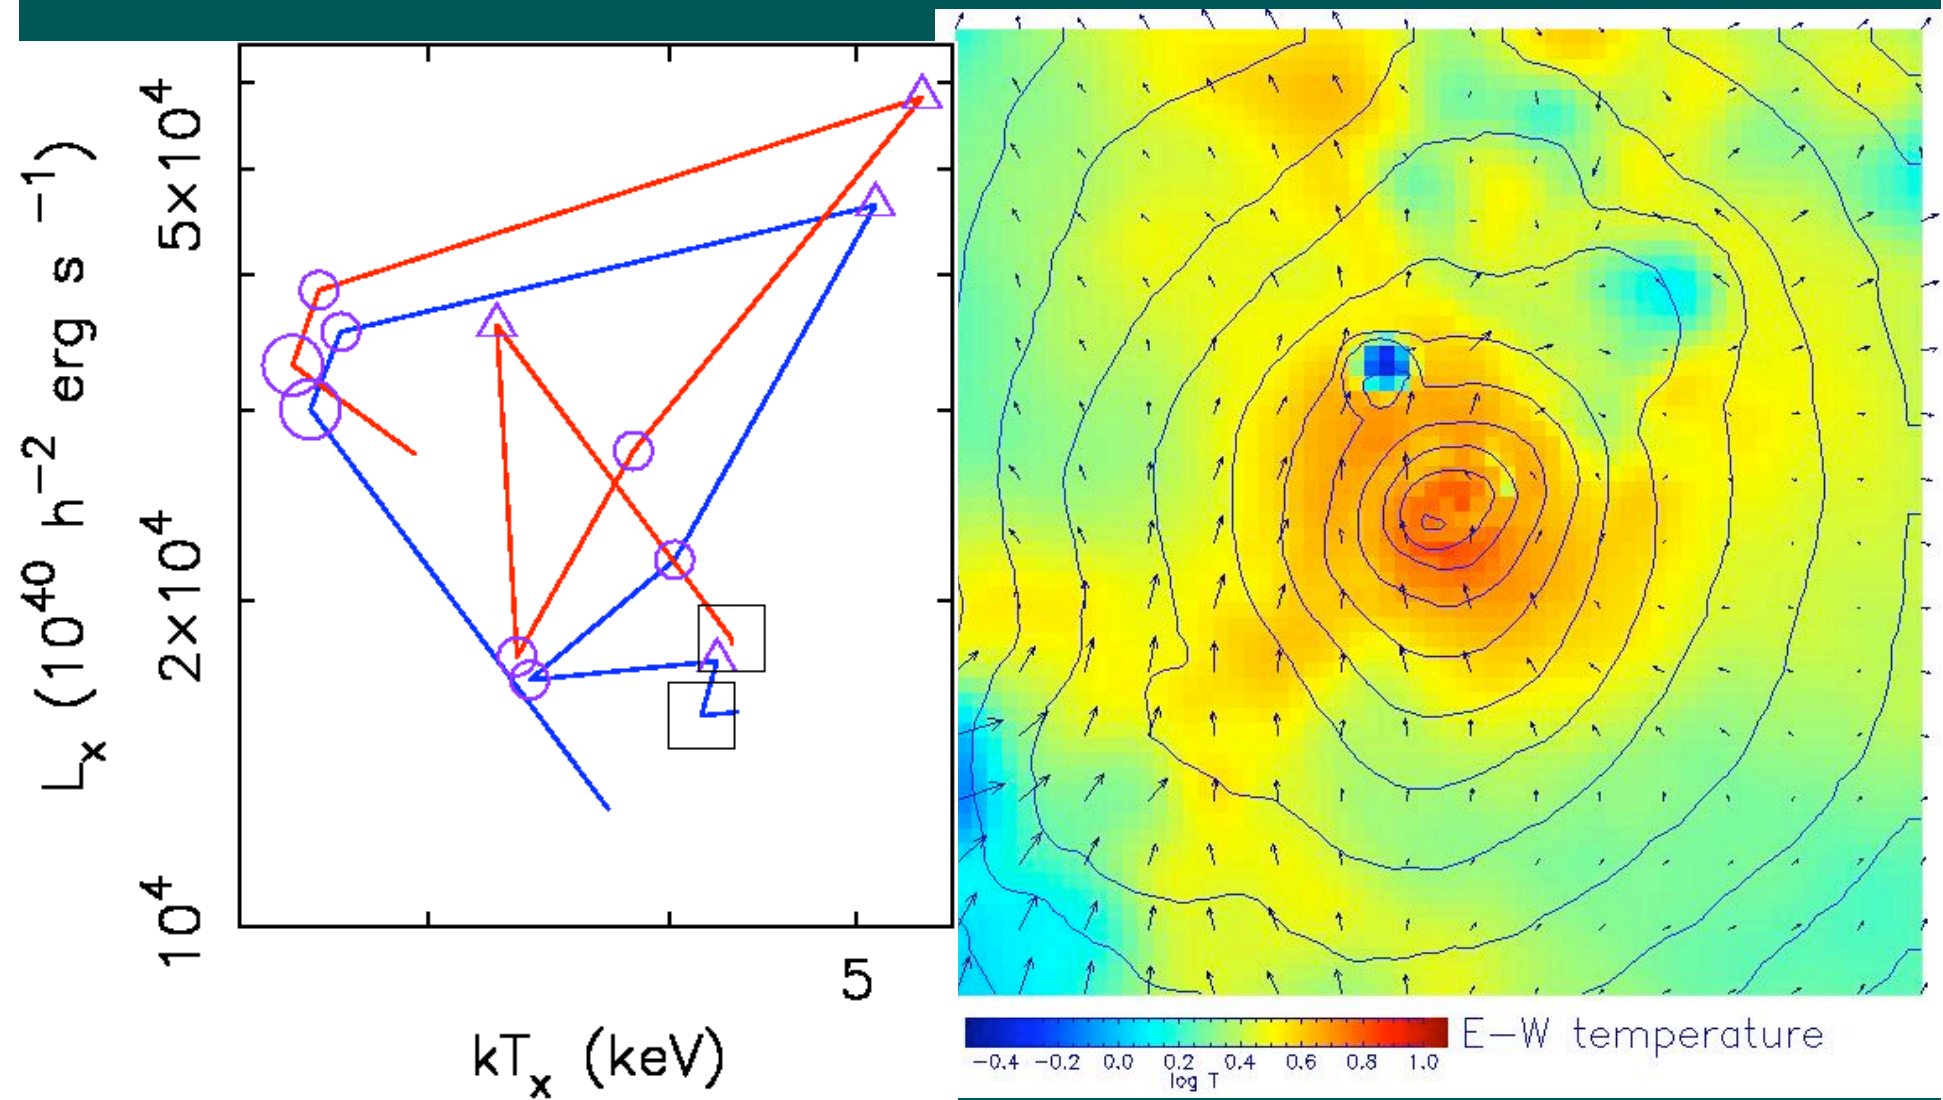 L_x (10^40 h^-2 erg s^-1)
5×10^4
2×10^4
10^4
5
kT_x (keV)
-0.4 -0.2 0.0 0.2 0.4 0.6 0.8 1.0
log T
E-W temperature